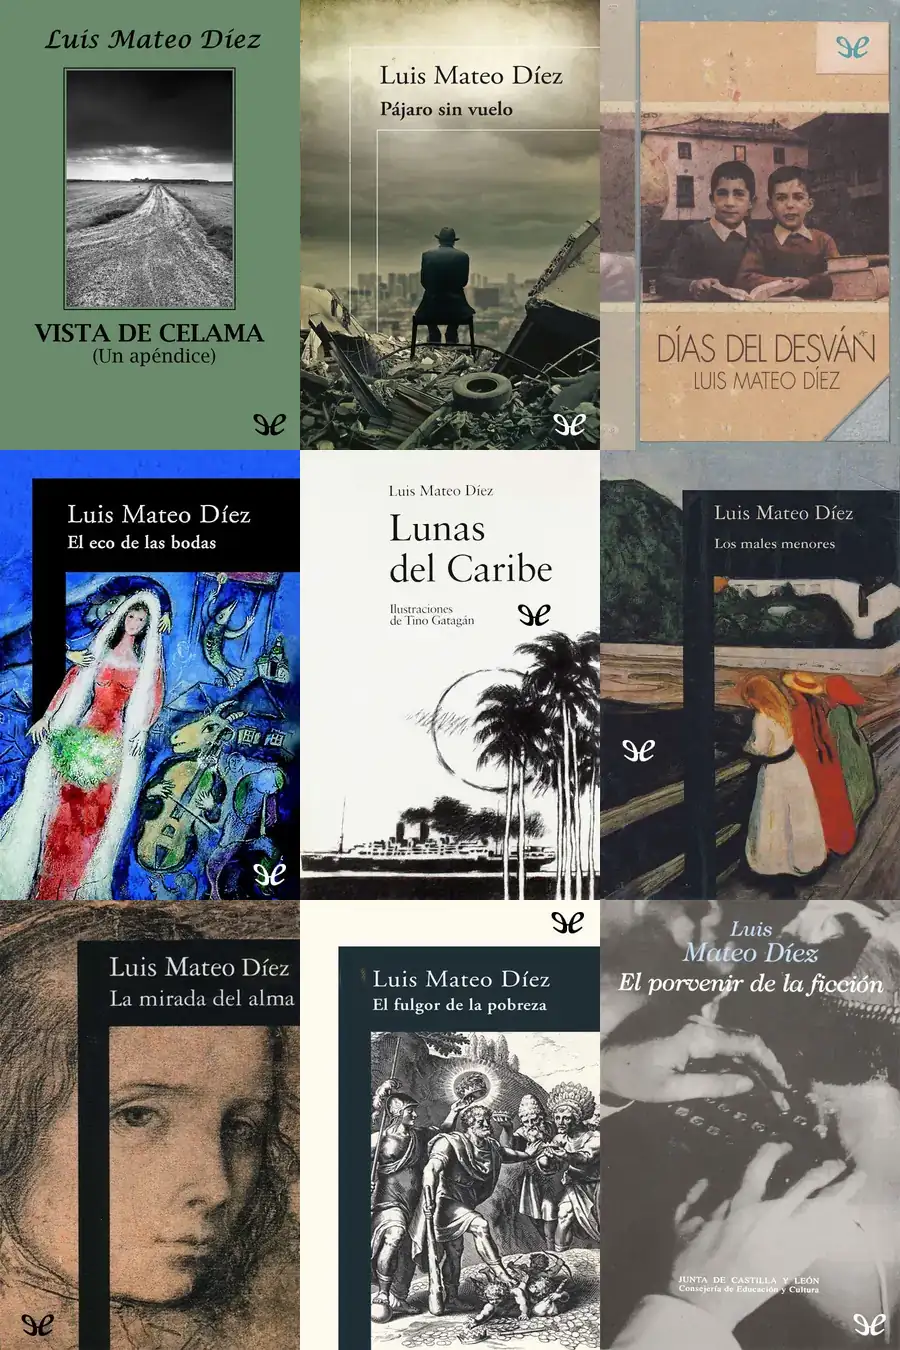 Luis Mateo Díez
VISTA DE CELAMA
(Un apéndice)
Luis Mateo Díez
Pájaro sin vuelo
DÍAS DEL DESVÁN
LUIS MATEO DÍEZ
Luis Mateo Díez
El eco de las bodas
Luis Mateo Díez
Lunas
del Caribe
Ilustraciones
de Tino Gatagán
Luis Mateo Díez
Los males menores
Luis Mateo Díez
La mirada del alma
Luis Mateo Díez
El fulgor de la pobreza
Luis
Mateo Díez
El porvenir de la ficción
JUNTA DE CASTILLA Y LEÓN
Consejería de Educación y Cultura